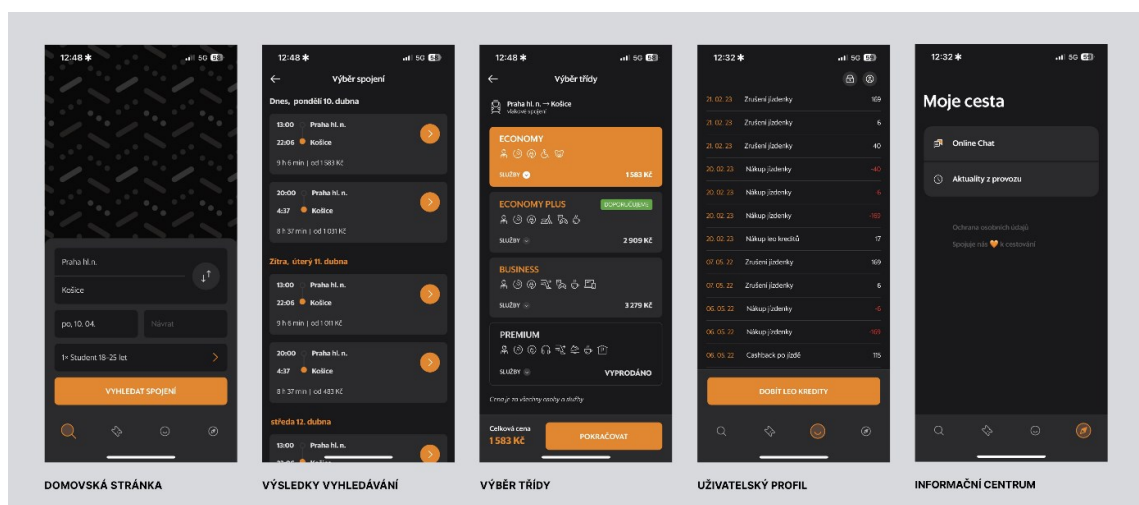 12:48
5G
Praha hl.n.
Košice
po, 10. 04.
Návrat
1× Student 18-25 let
VYHLEDAT SPOJENÍ
DOMOVSKÁ STRÁNKA
12:48
5G
Výběr spojení
Dnes, pondělí 10. dubna
13:00 Praha hl. n.
22:06 Košice
9 h 6 min | od 1 583 Kč
20:00 Praha hl. n.
4:37 Košice
8 h 37 min | od 1 031 Kč
Zítra, úterý 11. dubna
13:00 Praha hl. n.
22:06 Košice
9 h 6 min | od 1 011 Kč
20:00 Praha hl. n.
4:37 Košice
8 h 37 min | od 483 Kč
středa 12. dubna
13:00 Praha hl. n.
VÝSLEDKY VYHLEDÁVÁNÍ
12:48
5G
Výběr třídy
Praha hl. n. → Košice
vlakové spojení
ECONOMY
SLUŽBY 1 583 Kč
ECONOMY PLUS DOPORUČUJEME
SLUŽBY 2 909 Kč
BUSINESS
SLUŽBY 3 279 Kč
PREMIUM
SLUŽBY VYPRODÁNO
Cena je za všechny osoby a služby
Celková cena
1 583 Kč
POKRAČOVAT
VÝBĚR TŘÍDY
12:32
5G
21. 02. 23 Zrušení jízdenky 169
21. 02. 23 Zrušení jízdenky 6
21. 02. 23 Zrušení jízdenky 40
20. 02. 23 Nákup jízdenky -40
20. 02. 23 Nákup jízdenky -6
20. 02. 23 Nákup jízdenky
20. 02. 23 Nákup leo kreditů 17
07. 05. 22 Zrušení jízdenky 169
07. 05. 22 Zrušení jízdenky 6
06. 05. 22 Nákup jízdenky -6
06. 05. 22 Nákup jízdenky -169
06. 05. 22 Cashback po jízdě 115
DOBÍT LEO KREDITY
UŽIVATELSKÝ PROFIL
12:32
5G
Moje cesta
Online Chat
Aktuality z provozu
Ochrana osobních údajů
Spojuje nás 🧡 k cestování
INFORMAČNÍ CENTRUM